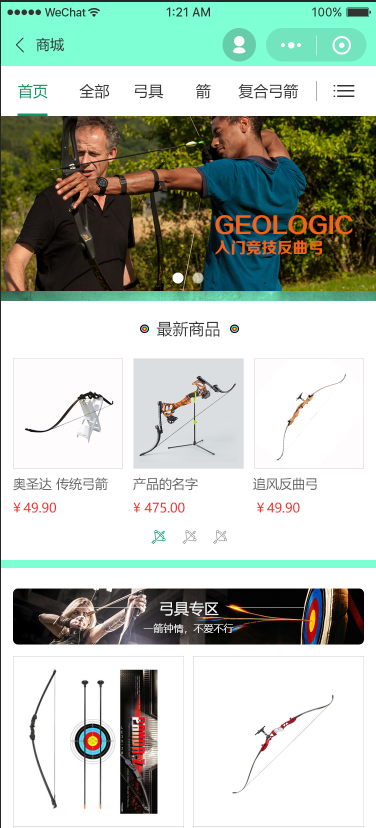 WeChat 1:21 AM 100%
商城
首页 全部 弓具 箭 复合弓箭
GEOLOGIC
入门竞技反曲弓
最新商品
奥圣达 传统弓箭 产品的名字 追风反曲弓
¥ 49.90 ¥ 475.00 ¥ 49.90
弓具专区
一箭钟情，不爱不行